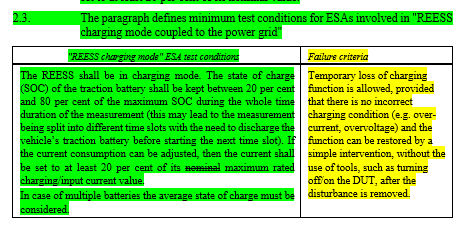 2.3. The paragraph defines minimum test conditions for ESAs involved in "REESS
charging mode coupled to the power grid"
"REESS charging mode" ESA test conditions
The REESS shall be in charging mode. The state of charge
(SOC) of the traction battery shall be kept between 20 per cent
and 80 per cent of the maximum SOC during the whole time
duration of the measurement (this may lead to the measurement
being split into different time slots with the need to discharge the
vehicle's traction battery before starting the next time slot). If
the current consumption can be adjusted, then the current shall
be set to at least 20 per cent of its nominal maximum rated
charging/input current value.
In case of multiple batteries the average state of charge must be
considered.
Failure criteria
Temporary loss of charging
function is allowed, provided
that there is no incorrect
charging condition (e.g. over-
current, overvoltage) and the
function can be restored by a
simple intervention, without the
use of tools, such as turning
off/on the DUT, after the
disturbance is removed.